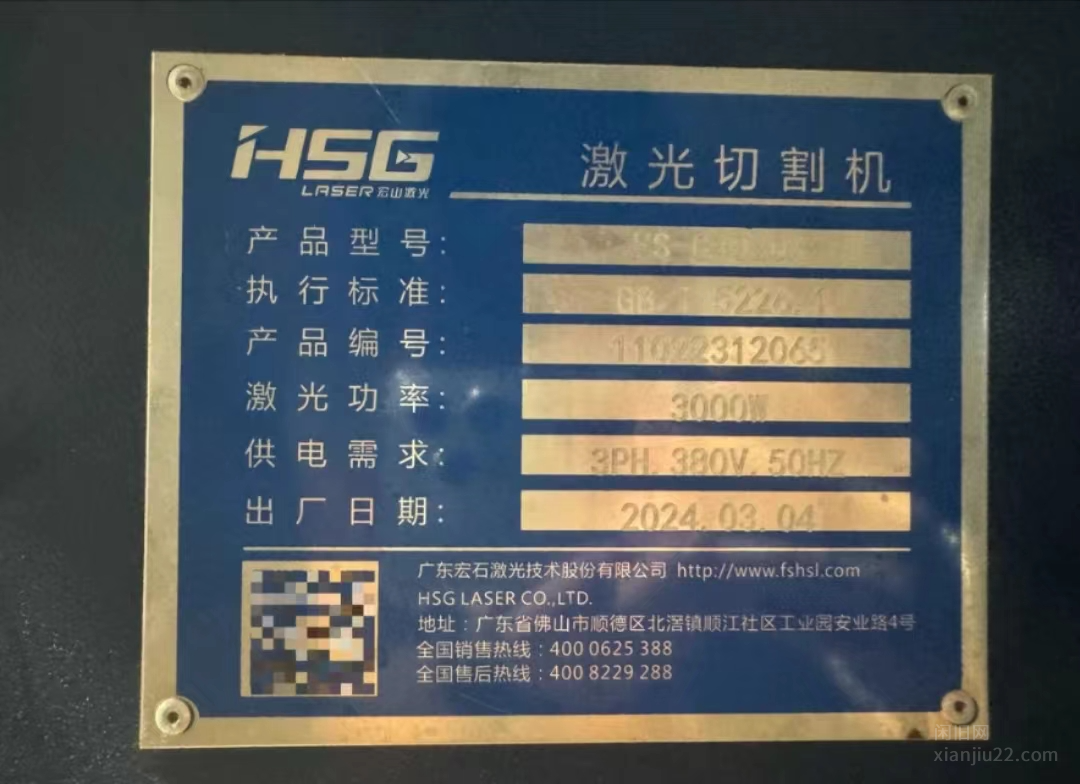 HSG
LASER 宏山激光
激光切割机
产品型号：
执行标准： GB.T 5226.1
产品编号： 11022312065
激光功率： 3000W
供电需求： 3PH.380V.50HZ
出厂日期： 2024.03.04
广东宏石激光技术股份有限公司 http://www.fshsl.com
HSG LASER CO.,LTD.
地址：广东省佛山市顺德区北滘镇顺江社区工业园安业路4号
全国销售热线：400 0625 388
全国售后热线：400 8229 288
闲旧网
xianjiu22.com